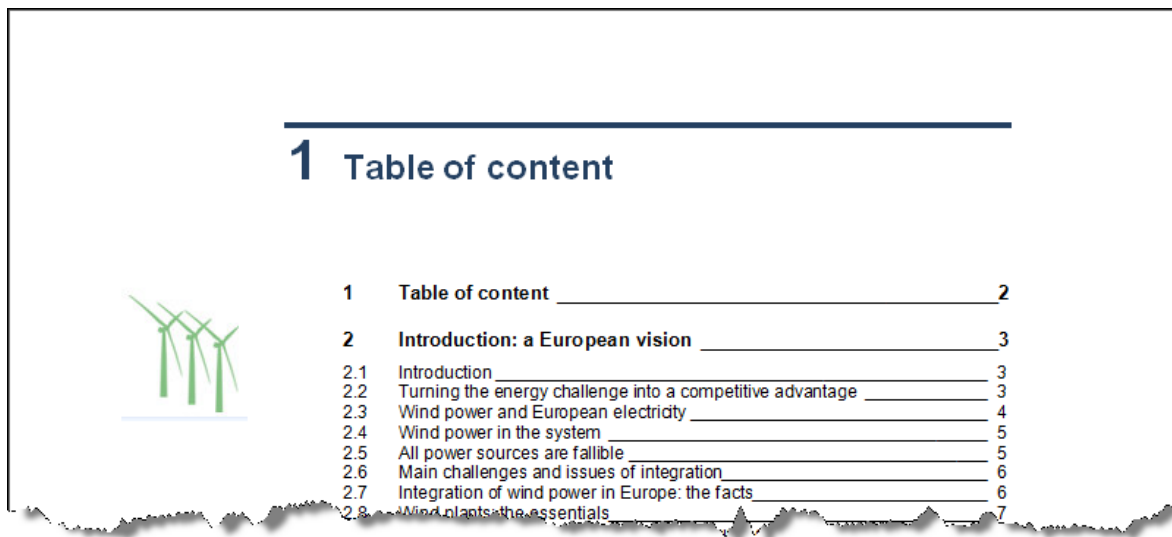 1 Table of content
1 Table of content 2
2 Introduction: a European vision 3
2.1 Introduction 3
2.2 Turning the energy challenge into a competitive advantage 3
2.3 Wind power and European electricity 4
2.4 Wind power in the system 5
2.5 All power sources are fallible 5
2.6 Main challenges and issues of integration 6
2.7 Integration of wind power in Europe: the facts 6
2.8 Wind plants: the essentials 7